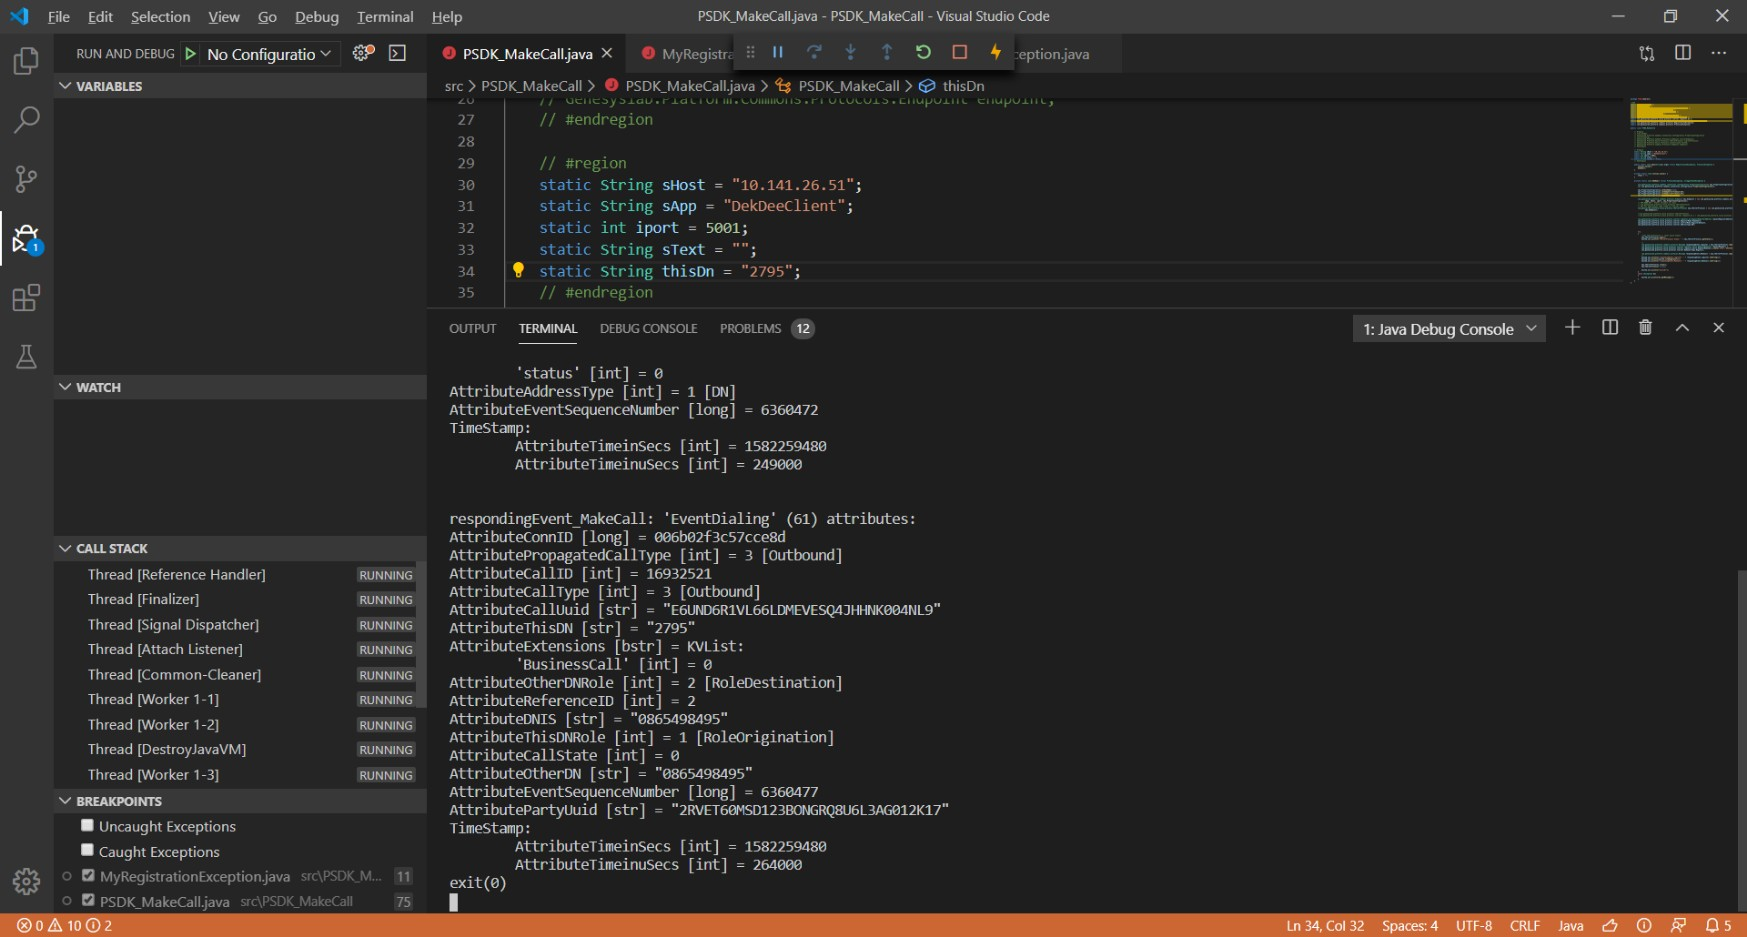 File Edit Selection View Go Debug Terminal Help
PSDK_MakeCall.java - PSDK_MakeCall - Visual Studio Code
RUN AND DEBUG No Configuratio
PSDK_MakeCall.java MyRegistra ception.java
src > PSDK_MakeCall > PSDK_MakeCall.java > PSDK_MakeCall > thisDn
VARIABLES
WATCH
CALL STACK
Thread [Reference Handler] RUNNING
Thread [Finalizer] RUNNING
Thread [Signal Dispatcher] RUNNING
Thread [Attach Listener] RUNNING
Thread [Common-Cleaner] RUNNING
Thread [Worker 1-1] RUNNING
Thread [Worker 1-2] RUNNING
Thread [DestroyJavaVM] RUNNING
Thread [Worker 1-3] RUNNING
BREAKPOINTS
Uncaught Exceptions
Caught Exceptions
MyRegistrationException.java src\PSDK_M... 11
PSDK_MakeCall.java src\PSDK_MakeCall 75
1
26 // Genesyslab.Platform.Commons.Protocols.Endpoint endpoint;
27 // #endregion
28
29 // #region
30 static String sHost = "10.141.26.51";
31 static String sApp = "DekDeeClient";
32 static int iport = 5001;
33 static String sText = "";
34 static String thisDn = "2795";
35 // #endregion
OUTPUT TERMINAL DEBUG CONSOLE PROBLEMS 12
1: Java Debug Console
'status' [int] = 0
AttributeAddressType [int] = 1 [DN]
AttributeEventSequenceNumber [long] = 6360472
TimeStamp:
AttributeTimeinSecs [int] = 1582259480
AttributeTimeinuSecs [int] = 249000
respondingEvent_MakeCall: 'EventDialing' (61) attributes:
AttributeConnID [long] = 006b02f3c57cce8d
AttributePropagatedCallType [int] = 3 [Outbound]
AttributeCallID [int] = 16932521
AttributeCallType [int] = 3 [Outbound]
AttributeCallUuid [str] = "E6UND6R1VL66LDMEVESQ4JHHNK004NL9"
AttributeThisDN [str] = "2795"
AttributeExtensions [bstr] = KVList:
'BusinessCall' [int] = 0
AttributeOtherDNRole [int] = 2 [RoleDestination]
AttributeReferenceID [int] = 2
AttributeDNIS [str] = "0865498495"
AttributeThisDNRole [int] = 1 [RoleOrigination]
AttributeCallState [int] = 0
AttributeOtherDN [str] = "0865498495"
AttributeEventSequenceNumber [long] = 6360477
AttributePartyUuid [str] = "2RVET60MSD123BONGRQ8U6L3AG012K17"
TimeStamp:
AttributeTimeinSecs [int] = 1582259480
AttributeTimeinuSecs [int] = 264000
exit(0)
0 10 2
Ln 34, Col 32 Spaces: 4 UTF-8 CRLF Java 5